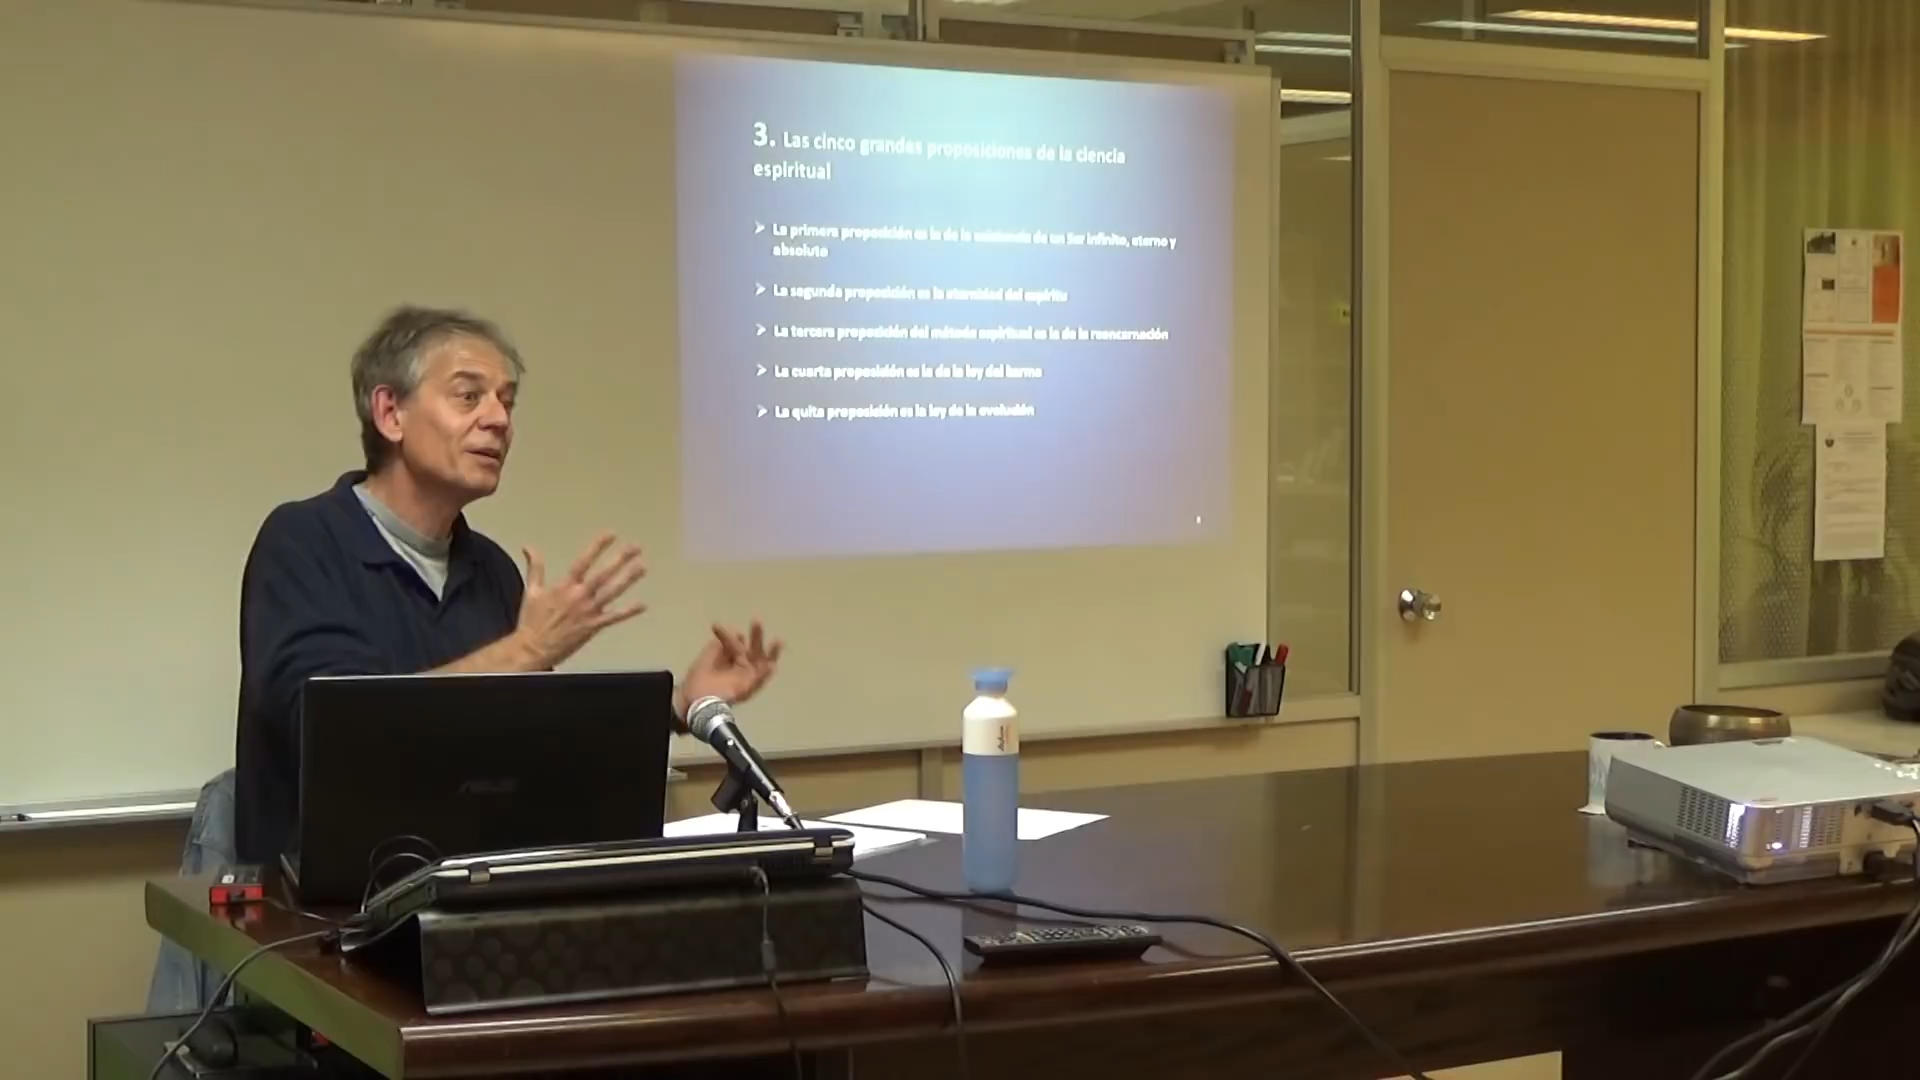 3. Las cinco grandes proposiciones de la ciencia
espiritual
➤ La primera proposición es la de la existencia de un Ser infinito, eterno y
absoluto
➤ La segunda proposición es la eternidad del espíritu
➤ La tercera proposición del método espiritual es la de la reencarnación
➤ La cuarta proposición es la de la ley del karma
➤ La quita proposición es la ley de la evolución
ASUS